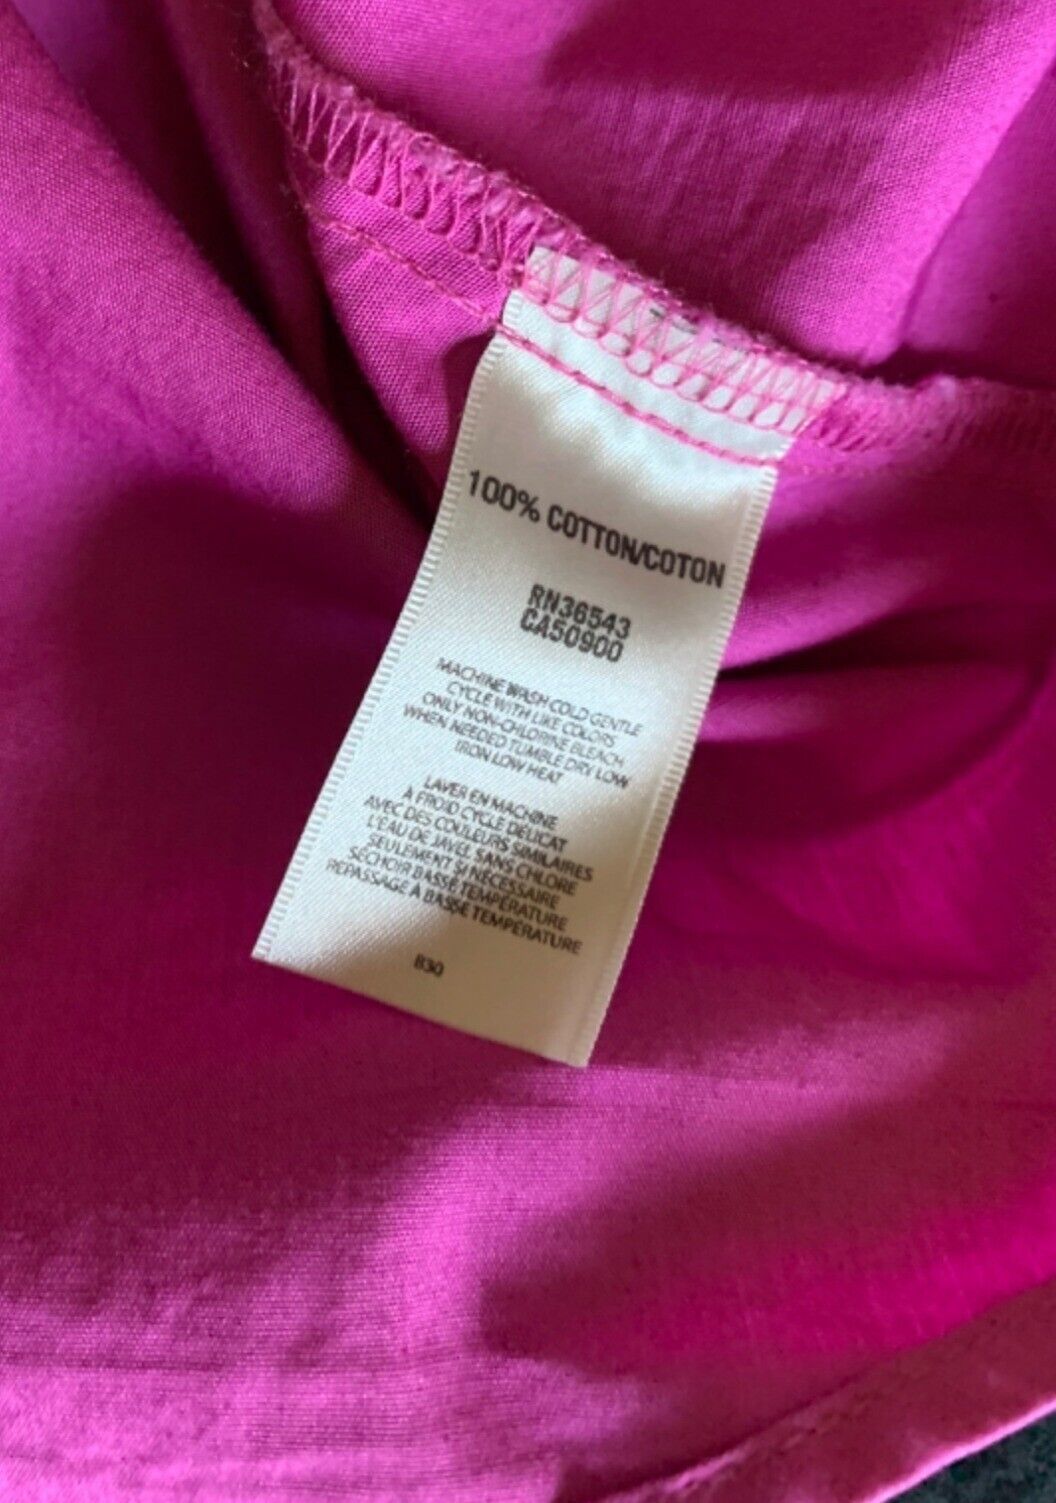 100% COTTON/COTON
RN36543
CA50900
MACHINE WASH COLD GENTLE
CYCLE WITH LIKE COLORS
ONLY NON-CHLORINE BLEACH
WHEN NEEDED TUMBLE DRY LOW
IRON LOW HEAT
LAVER EN MACHINE
À FROID CYCLE DÉLICAT
AVEC DES COULEURS SIMILAIRES
L'EAU DE JAVEL SANS CHLORE
SEULEMENT SI NÉCESSAIRE
SÉCHOIR BASSE TEMPÉRATURE
REPASSAGE À BASSE TEMPÉRATURE
B30